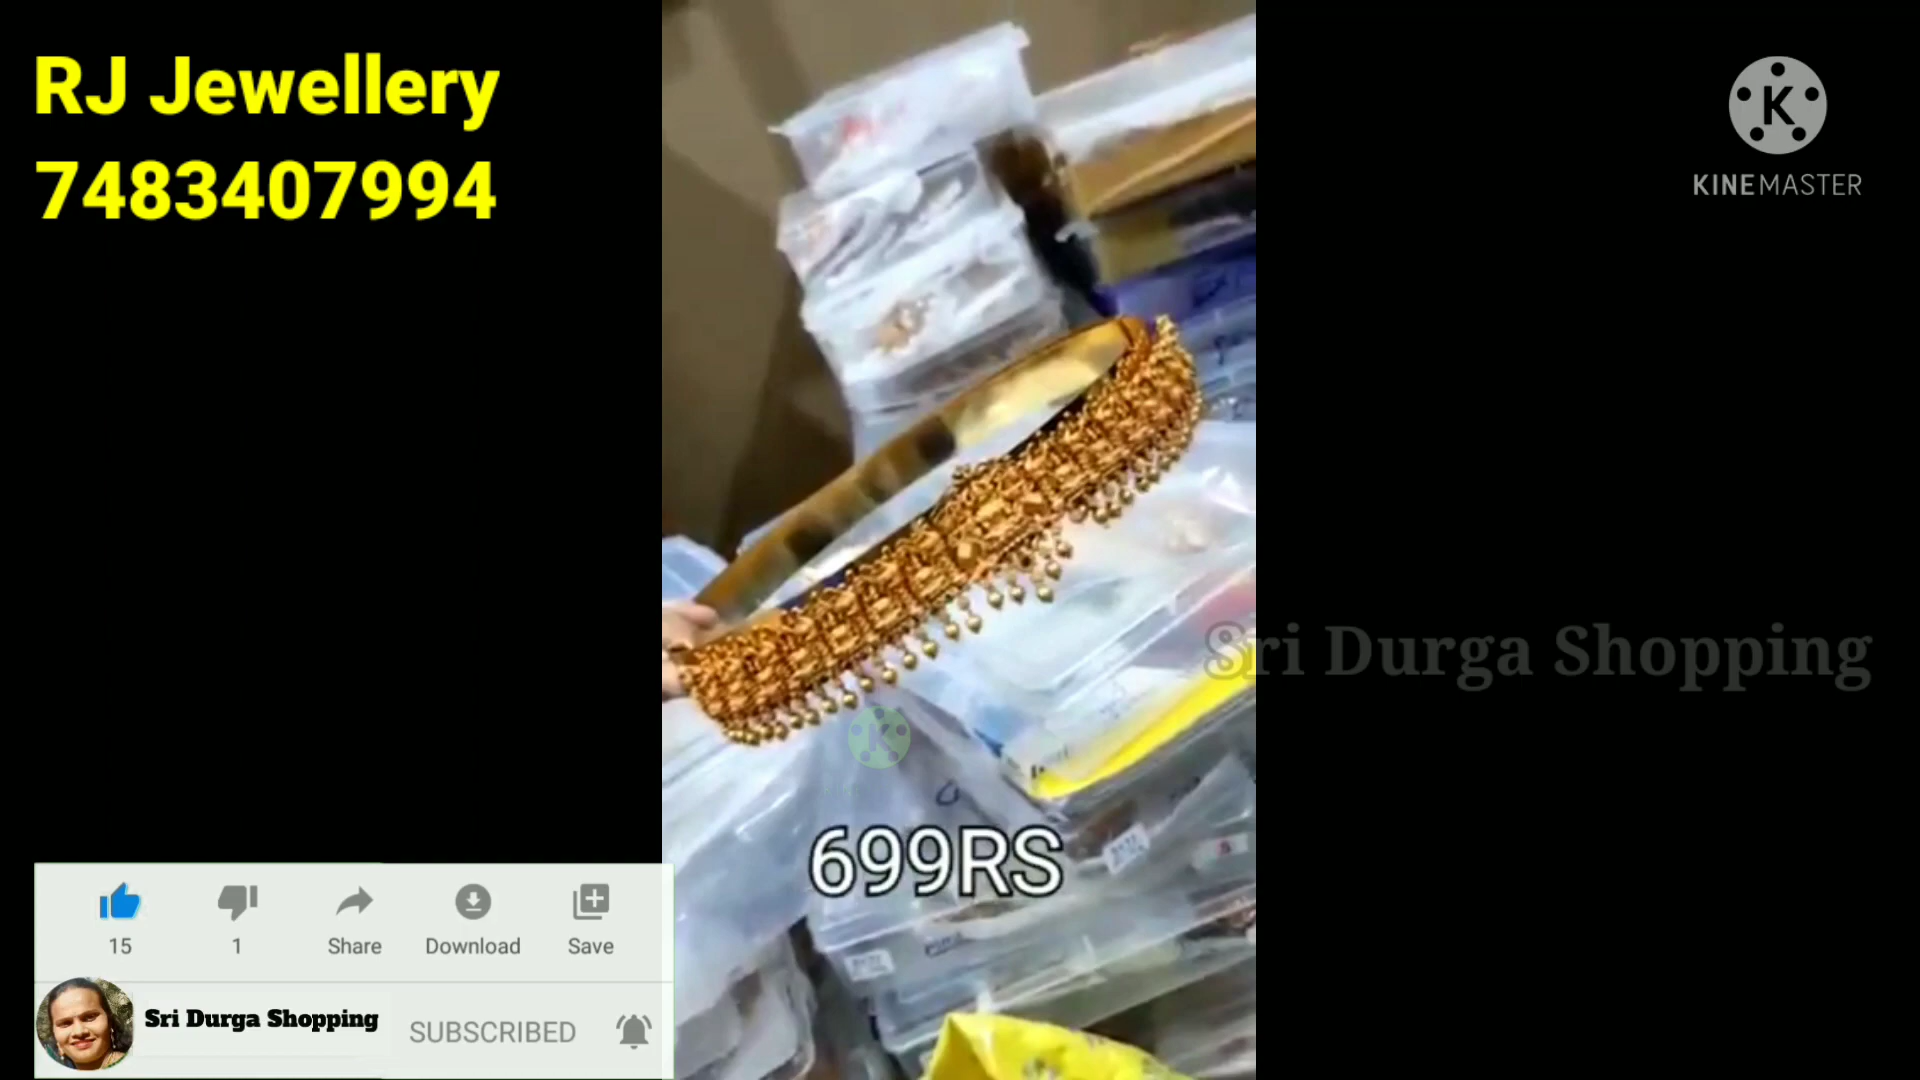 RJ Jewellery
7483407994
K
KINEMASTER
Sri Durga Shopping
K
699RS
15
1
Share
Download
Save
Sri Durga Shopping
SUBSCRIBED